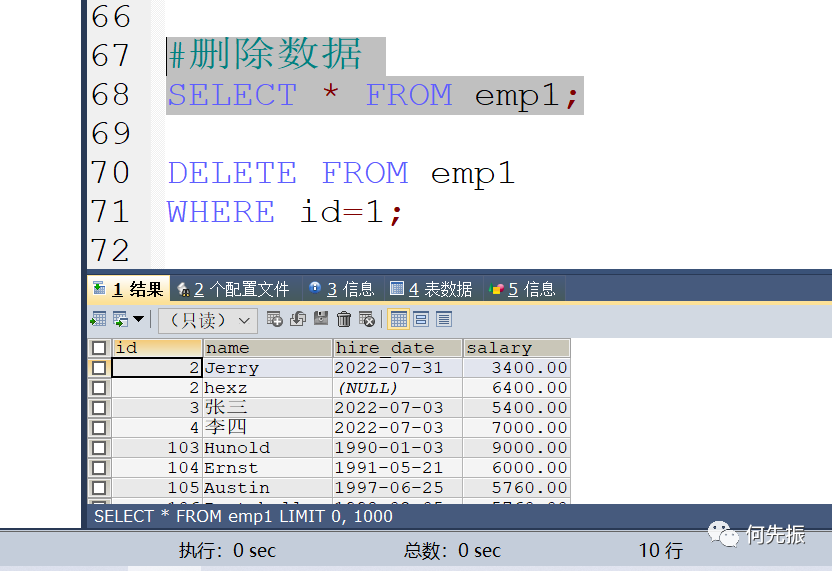 66
67 #删除数据
68 SELECT * FROM emp1;
69
70 DELETE FROM emp1
71 WHERE id=1;
72
1 结果 2 个配置文件 3 信息 4 表数据 5 信息
（只读）
id name hire_date salary
2 Jerry 2022-07-31 3400.00
2 hexz (NULL) 6400.00
3 张三 2022-07-03 5400.00
4 李四 2022-07-03 7000.00
103 Hunold 1990-01-03 9000.00
104 Ernst 1991-05-21 6000.00
105 Austin 1997-06-25 5760.00
SELECT * FROM emp1 LIMIT 0, 1000
何先振
执行：0 sec 总数：0 sec 10 行